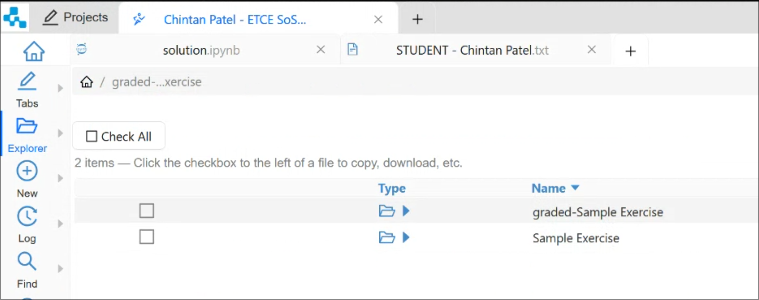 Projects
Chintan Patel - ETCE SoS...
solution.ipynb
STUDENT - Chintan Patel.txt
/ graded-...xercise
Tabs
Explorer
New
Log
Find
Check All
2 items — Click the checkbox to the left of a file to copy, download, etc.
Type Name
graded-Sample Exercise
Sample Exercise